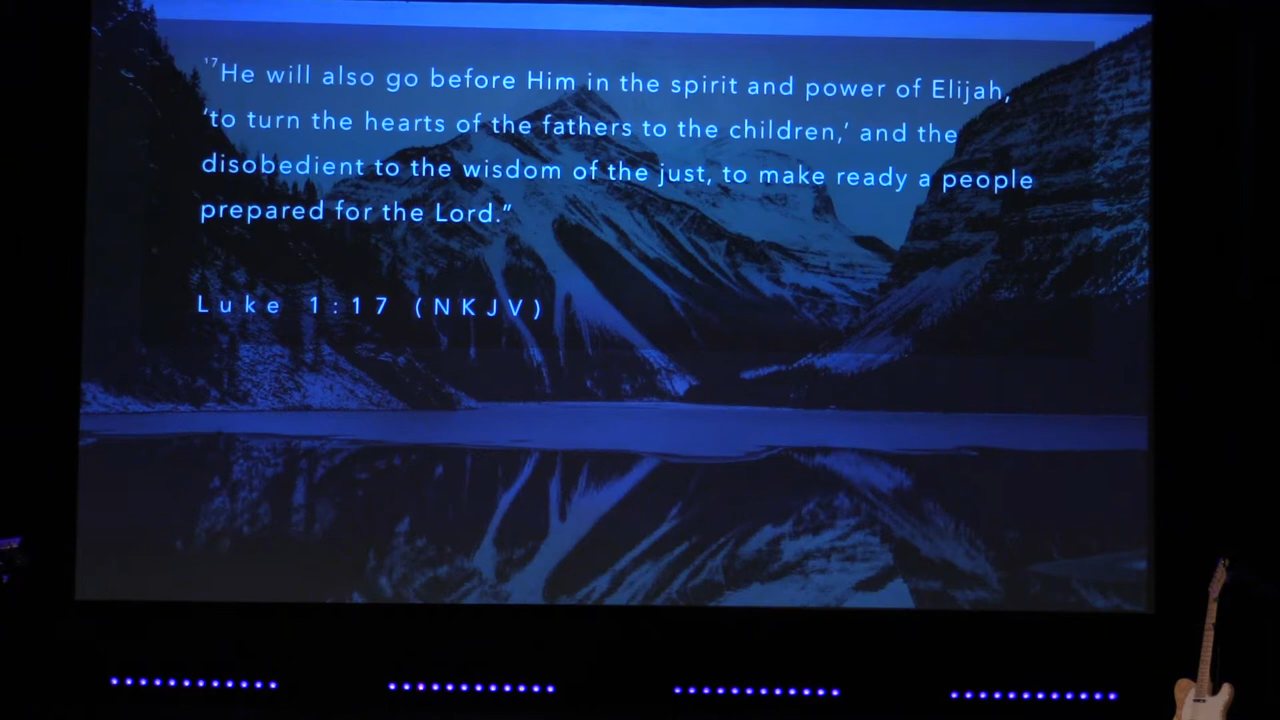 ¹⁷He will also go before Him in the spirit and power of Elijah,
‘to turn the hearts of the fathers to the children,’ and the
disobedient to the wisdom of the just, to make ready a people
prepared for the Lord.”
Luke 1:17 (NKJV)